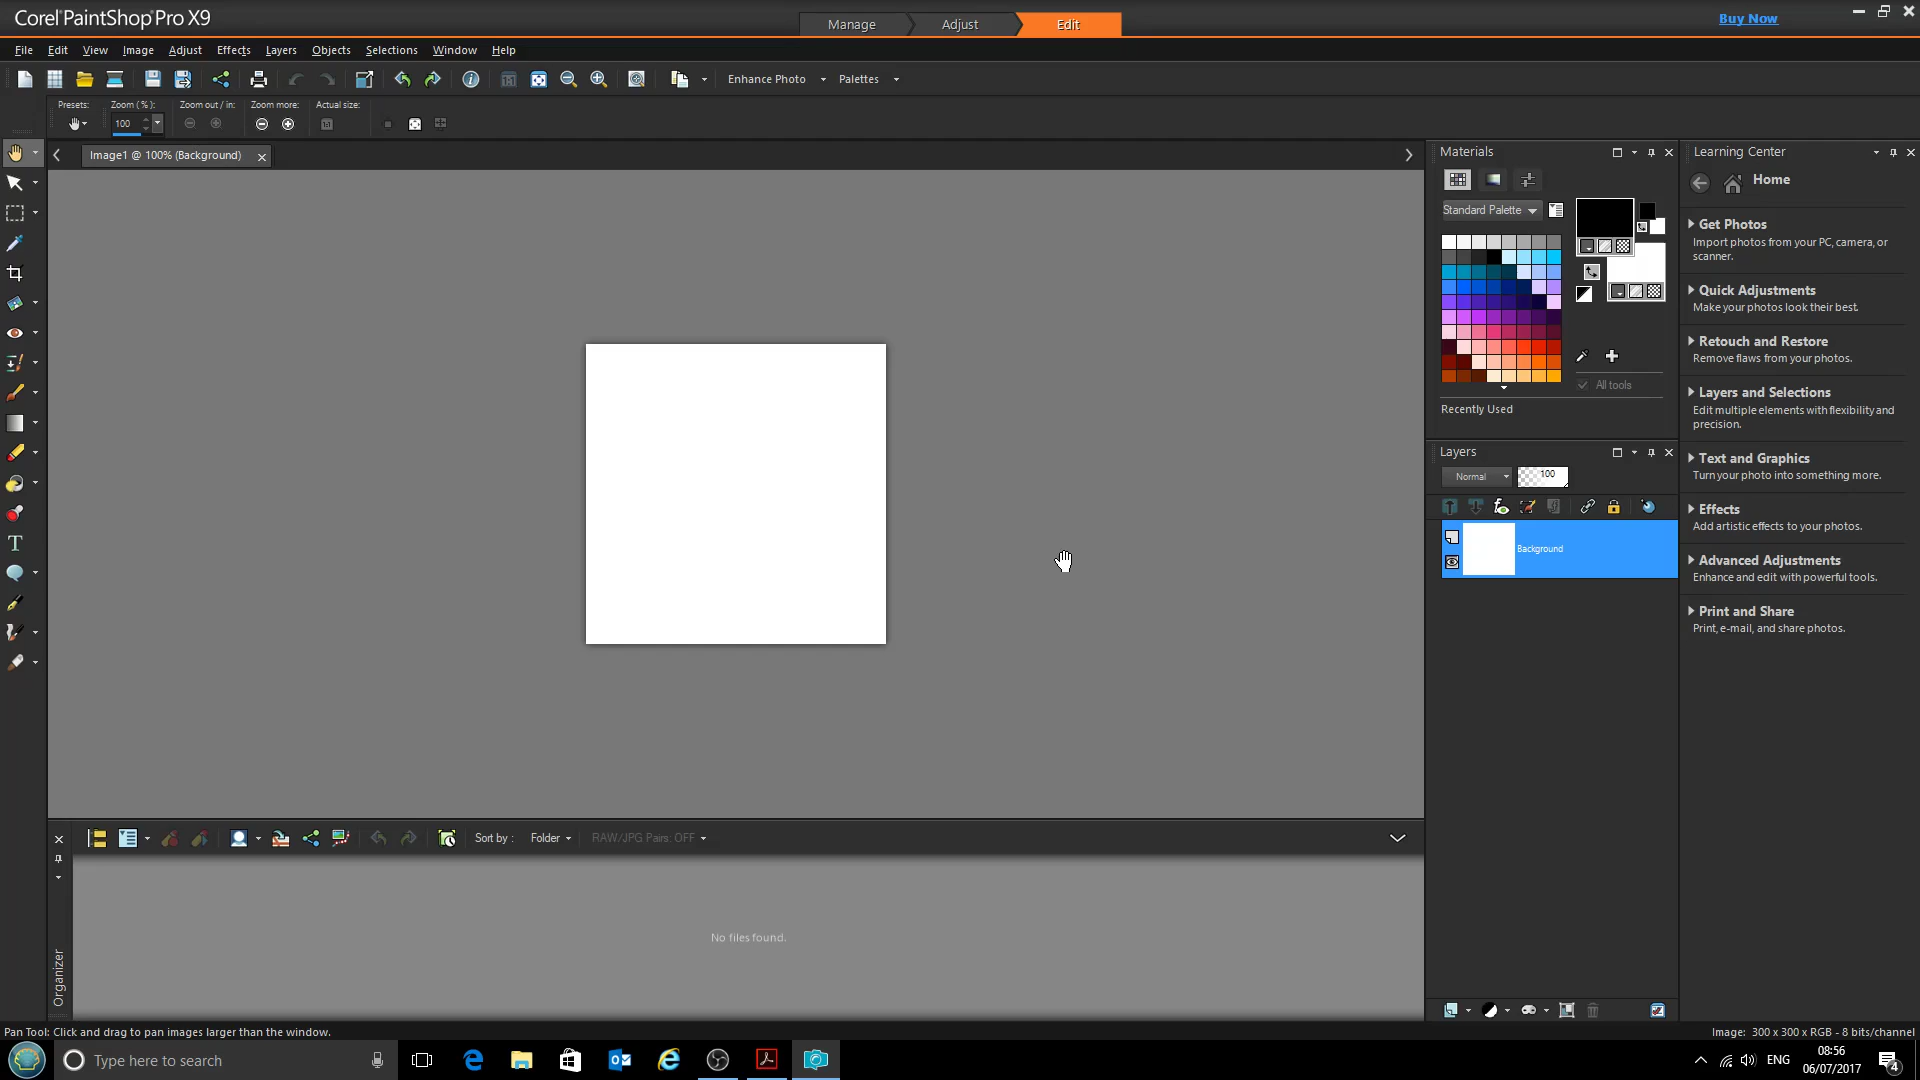 Corel PaintShop Pro X9
Manage
Adjust
Edit
Buy Now
File
Edit
View
Image
Adjust
Effects
Layers
Objects
Selections
Window
Help
Enhance Photo
Palettes
Presets:
Zoom (%):
Zoom out / in:
Zoom more:
Actual size:
100
Image1 @ 100% (Background)
Materials
Standard Palette
All tools
Recently Used
Layers
Normal
100
Background
Learning Center
Home
Get Photos
Import photos from your PC, camera, or
scanner.
Quick Adjustments
Make your photos look their best.
Retouch and Restore
Remove flaws from your photos.
Layers and Selections
Edit multiple elements with flexibility and
precision.
Text and Graphics
Turn your photo into something more.
Effects
Add artistic effects to your photos.
Advanced Adjustments
Enhance and edit with powerful tools.
Print and Share
Print, e-mail, and share photos.
Sort by :
Folder
RAW/JPG Pairs: OFF
No files found.
Organizer
Pan Tool: Click and drag to pan images larger than the window.
Image: 300 x 300 x RGB - 8 bits/channel
Type here to search
ENG
08:56
06/07/2017
4